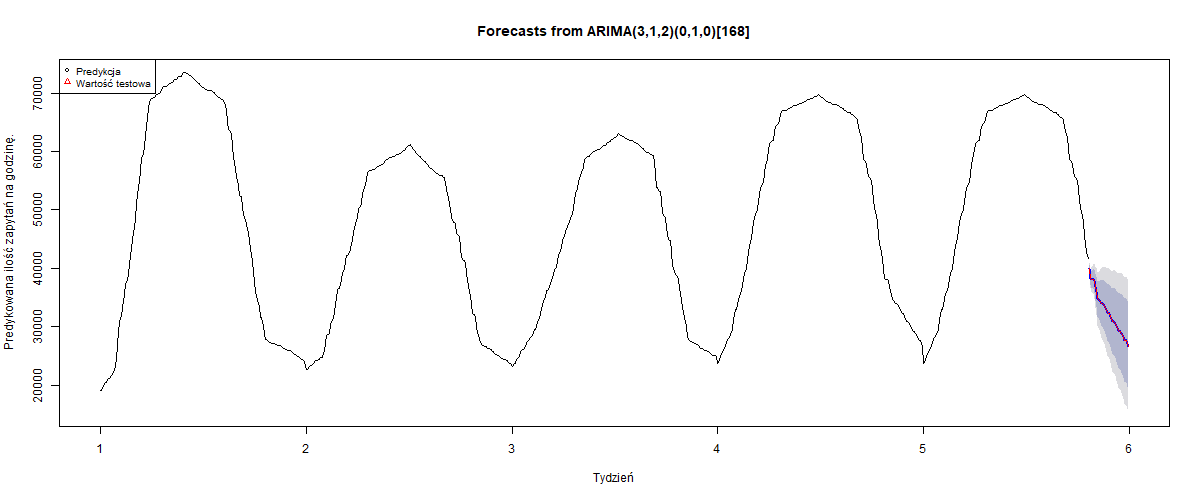 Forecasts from ARIMA(3,1,2)(0,1,0)[168]
Predykcja
Wartość testowa
Predykowana ilość zapytań na godzinę.
70000
60000
50000
40000
30000
20000
1 2 3 4 5 6
Tydzień